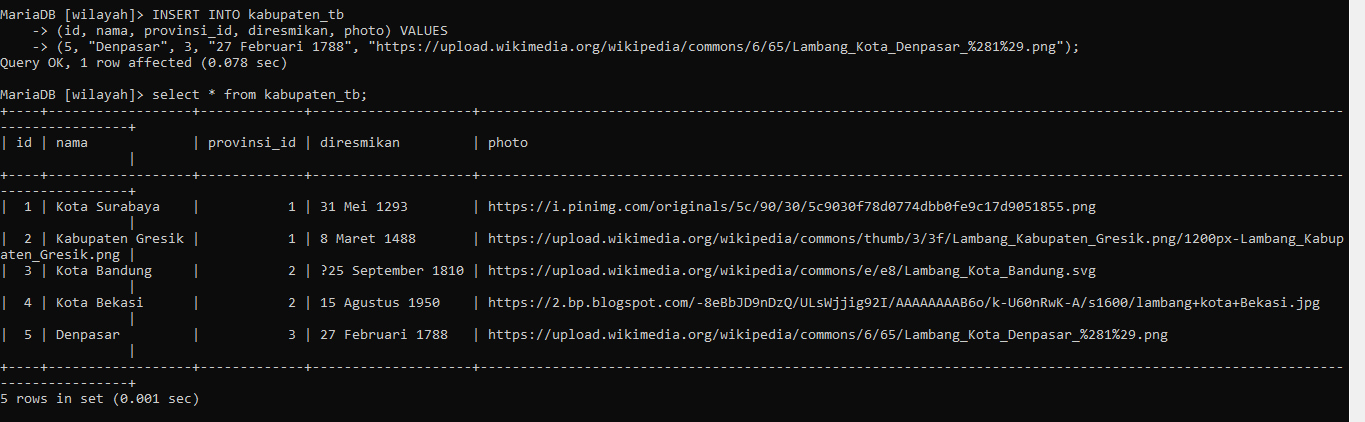 MariaDB [wilayah]> INSERT INTO kabupaten_tb
    -> (id, nama, provinsi_id, diresmikan, photo) VALUES
    -> (5, "Denpasar", 3, "27 Februari 1788", "https://upload.wikimedia.org/wikipedia/commons/6/65/Lambang_Kota_Denpasar_%281%29.png");
Query OK, 1 row affected (0.078 sec)

MariaDB [wilayah]> select * from kabupaten_tb;
+----+------------------+-------------+--------------------+------------------------------------------------------------------------------------------------------------
----------------+
| id | nama             | provinsi_id | diresmikan         | photo
                |
+----+------------------+-------------+--------------------+------------------------------------------------------------------------------------------------------------
----------------+
|  1 | Kota Surabaya    |           1 | 31 Mei 1293        | https://i.pinimg.com/originals/5c/90/30/5c9030f78d0774dbb0fe9c17d9051855.png
                |
|  2 | Kabupaten Gresik |           1 | 8 Maret 1488       | https://upload.wikimedia.org/wikipedia/commons/thumb/3/3f/Lambang_Kabupaten_Gresik.png/1200px-Lambang_Kabup
aten_Gresik.png |
|  3 | Kota Bandung     |           2 | ?25 September 1810 | https://upload.wikimedia.org/wikipedia/commons/e/e8/Lambang_Kota_Bandung.svg
                |
|  4 | Kota Bekasi      |           2 | 15 Agustus 1950    | https://2.bp.blogspot.com/-8eBbJD9nDzQ/ULsWjjig92I/AAAAAAAAB6o/k-U60nRwK-A/s1600/lambang+kota+Bekasi.jpg
                |
|  5 | Denpasar         |           3 | 27 Februari 1788   | https://upload.wikimedia.org/wikipedia/commons/6/65/Lambang_Kota_Denpasar_%281%29.png
                |
+----+------------------+-------------+--------------------+------------------------------------------------------------------------------------------------------------
----------------+
5 rows in set (0.001 sec)